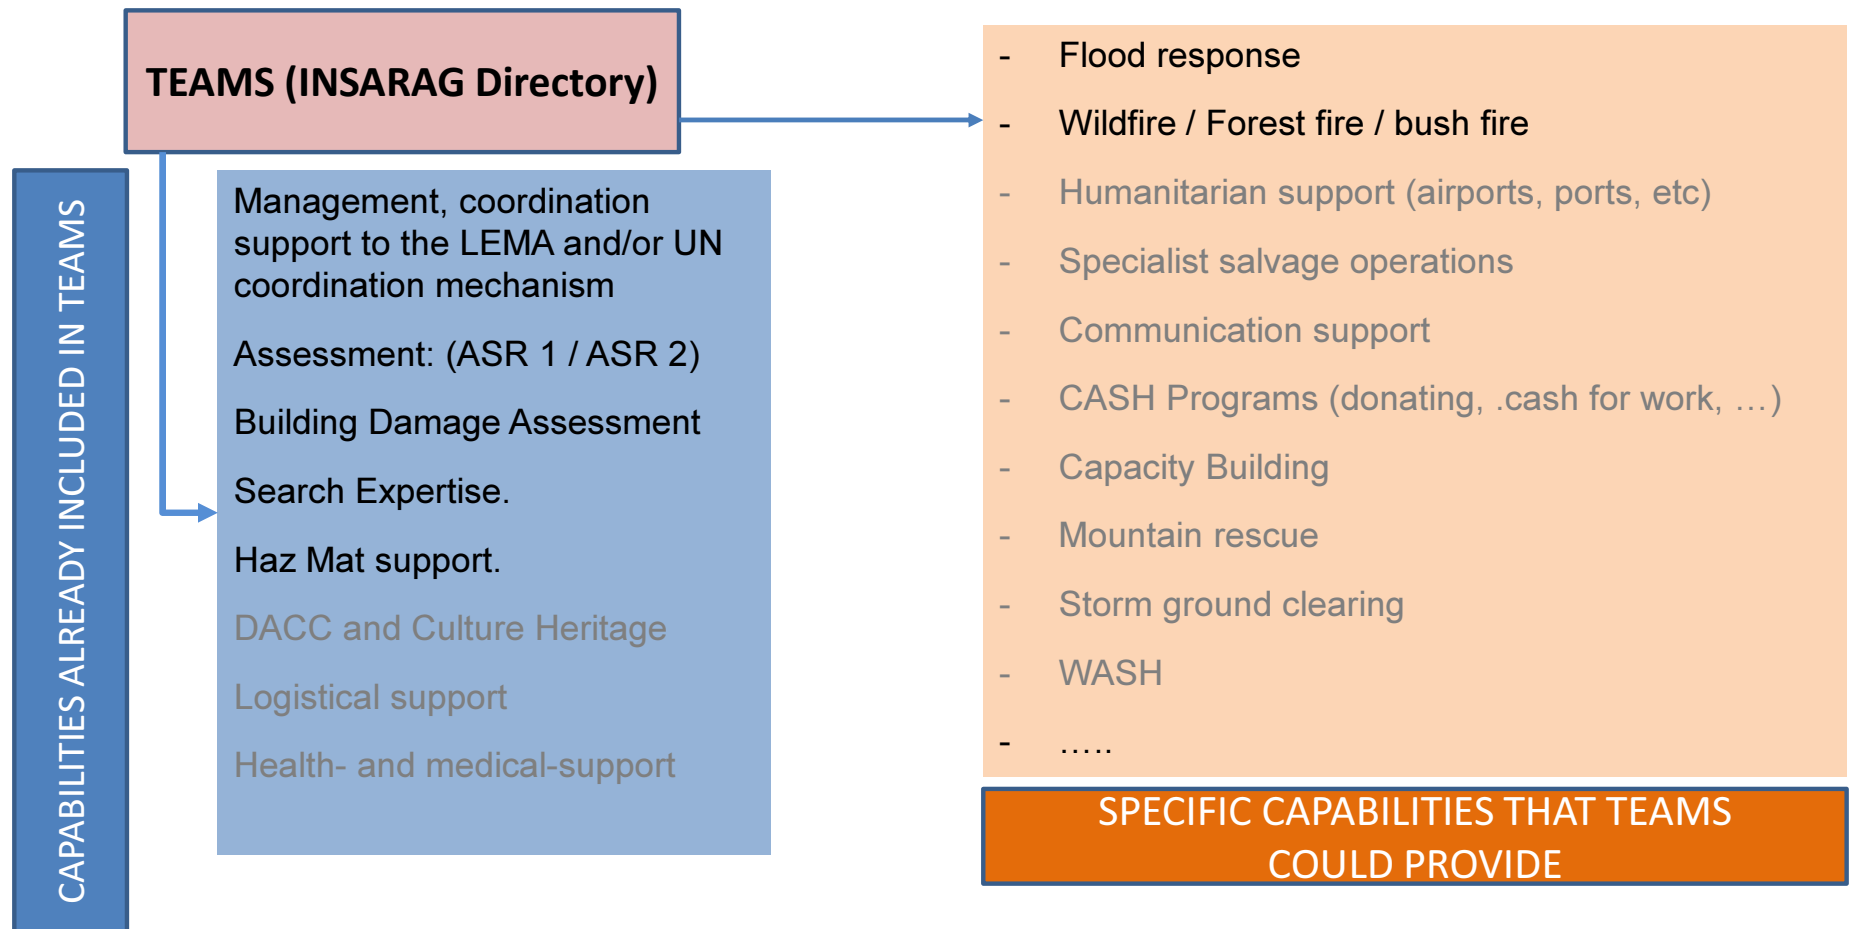 TEAMS (INSARAG Directory)
CAPABILITIES ALREADY INCLUDED IN TEAMS
Management, coordination
support to the LEMA and/or UN
coordination mechanism
Assessment: (ASR 1 / ASR 2)
Building Damage Assessment
Search Expertise.
Haz Mat support.
DACC and Culture Heritage
Logistical support
Health- and medical-support
- Flood response
- Wildfire / Forest fire / bush fire
- Humanitarian support (airports, ports, etc)
- Specialist salvage operations
- Communication support
- CASH Programs (donating, .cash for work, …)
- Capacity Building
- Mountain rescue
- Storm ground clearing
- WASH
- …..
SPECIFIC CAPABILITIES THAT TEAMS
COULD PROVIDE